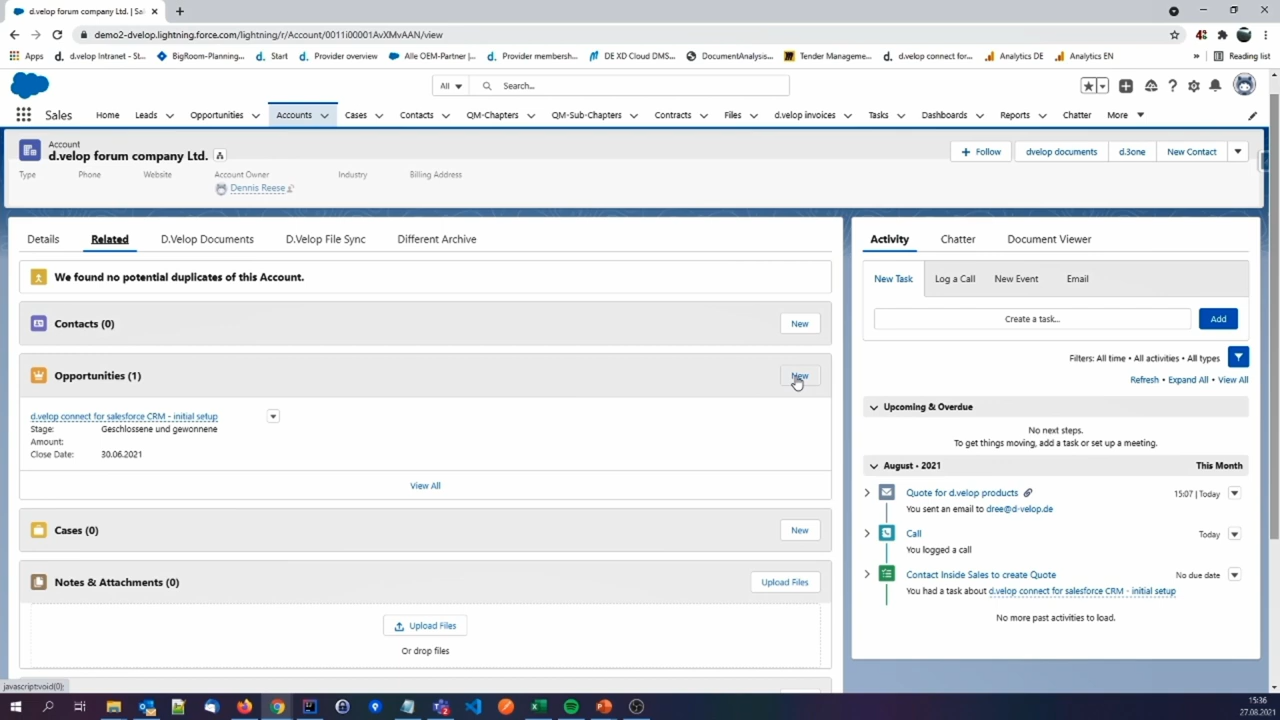 d.velop forum company Ltd. | Sal
demo2-dvelop.lightning.force.com/lightning/r/Account/0011i00001AvXMvAAN/view
Apps
d.velop Intranet - St...
BigRoom-Planning...
Start
Provider overview
Alle OEM-Partner |...
Provider membersh...
DE XD Cloud DMS...
DocumentAnalysis...
Tender Manageme...
d.velop connect for...
Analytics DE
Analytics EN
»
Reading list
All
Search...
Sales
Home
Leads
Opportunities
Accounts
Cases
Contacts
QM-Chapters
QM-Sub-Chapters
Contracts
Files
d.velop invoices
Tasks
Dashboards
Reports
Chatter
More
Account
d.velop forum company Ltd.
+ Follow
dvelop documents
d.3one
New Contact
Type
Phone
Website
Account Owner
Industry
Billing Address
Dennis Reese
Details
Related
D.Velop Documents
D.Velop File Sync
Different Archive
We found no potential duplicates of this Account.
Contacts (0)
New
Opportunities (1)
New
d.velop connect for salesforce CRM - initial setup
Stage: Geschlossene und gewonnene
Amount:
Close Date: 30.06.2021
View All
Cases (0)
New
Notes & Attachments (0)
Upload Files
Upload Files
Or drop files
Activity
Chatter
Document Viewer
New Task
Log a Call
New Event
Email
Create a task...
Add
Filters: All time • All activities • All types
Refresh • Expand All • View All
Upcoming & Overdue
No next steps.
To get things moving, add a task or set up a meeting.
August • 2021
This Month
Quote for d.velop products
15:07 | Today
You sent an email to dree@d-velop.de
Call
Today
You logged a call
Contact Inside Sales to create Quote
No due date
You had a task about d.velop connect for salesforce CRM - initial setup
No more past activities to load.
javascript:void(0);
15:36
27.08.2021